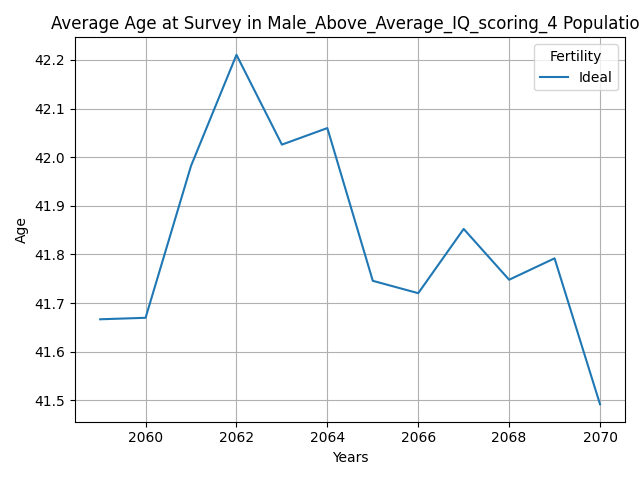 Average Age at Survey in Male_Above_Average_IQ_scoring_4 Populatio
Fertility
Ideal
42.2
42.1
42.0
41.9
41.8
41.7
41.6
41.5
Age
2060 2062 2064 2066 2068 2070
Years